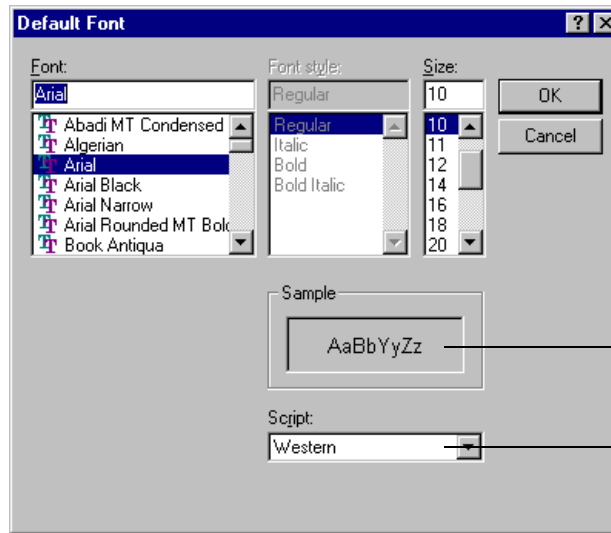 Default Font
Font:
Arial
Abadi MT Condensed
Algerian
Arial
Arial Black
Arial Narrow
Arial Rounded MT Bol
Book Antiqua
Font style:
Regular
Regular
Italic
Bold
Bold Italic
Size:
10
10
11
12
14
16
18
20
OK
Cancel
Sample
AaBbYyZz
Script:
Western